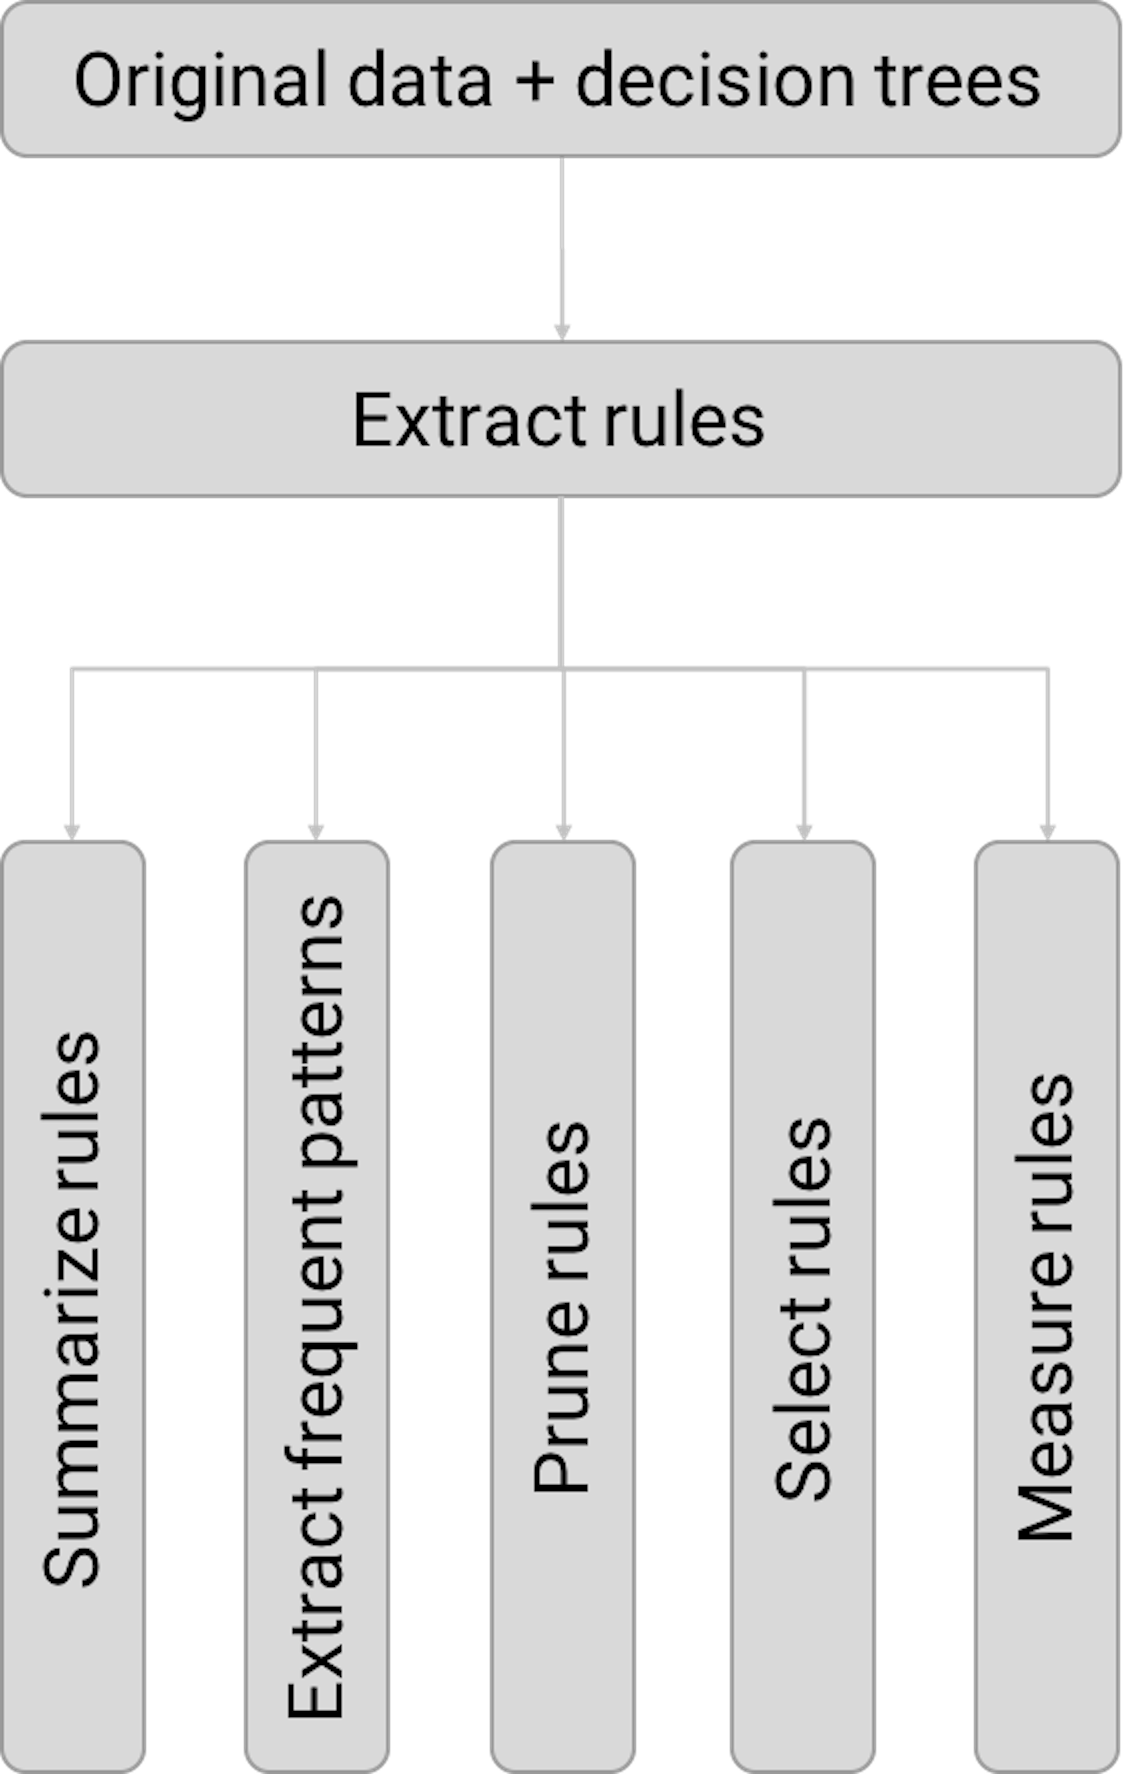 Original data + decision trees
Extract rules
Summarize rules
Extract frequent patterns
Prune rules
Select rules
Measure rules